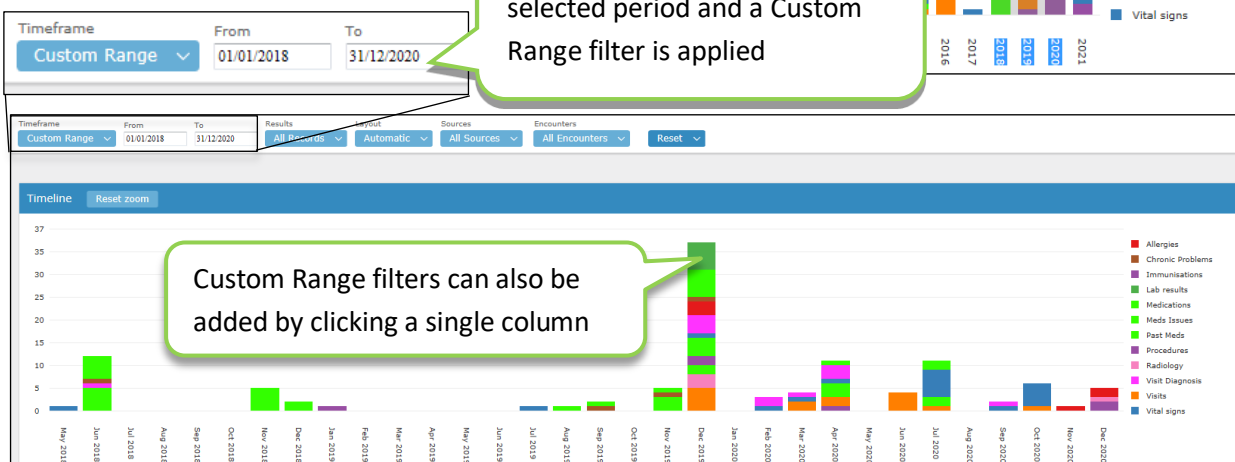 selected period and a Custom
Range filter is applied
Vital signs
2016
2017
2018
2019
2020
2021
Timeframe
From
To
Custom Range
01/01/2018
31/12/2020
Timeframe
From
To
Results
Layout
Sources
Encounters
Custom Range
01/01/2018
31/12/2020
All Records
Automatic
All Sources
All Encounters
Reset
Timeline
Reset zoom
37
35
30
25
20
15
10
5
0
Custom Range filters can also be
added by clicking a single column
Allergies
Chronic Problems
Immunisations
Lab results
Medications
Meds Issues
Past Meds
Procedures
Radiology
Visit Diagnosis
Visits
Vital signs
May 2018
Jun 2018
Jul 2018
Aug 2018
Sep 2018
Oct 2018
Nov 2018
Dec 2018
Jan 2019
Feb 2019
Mar 2019
Apr 2019
May 2019
Jun 2019
Jul 2019
Aug 2019
Sep 2019
Oct 2019
Nov 2019
Dec 2019
Jan 2020
Feb 2020
Mar 2020
Apr 2020
May 2020
Jun 2020
Jul 2020
Aug 2020
Sep 2020
Oct 2020
Nov 2020
Dec 2020